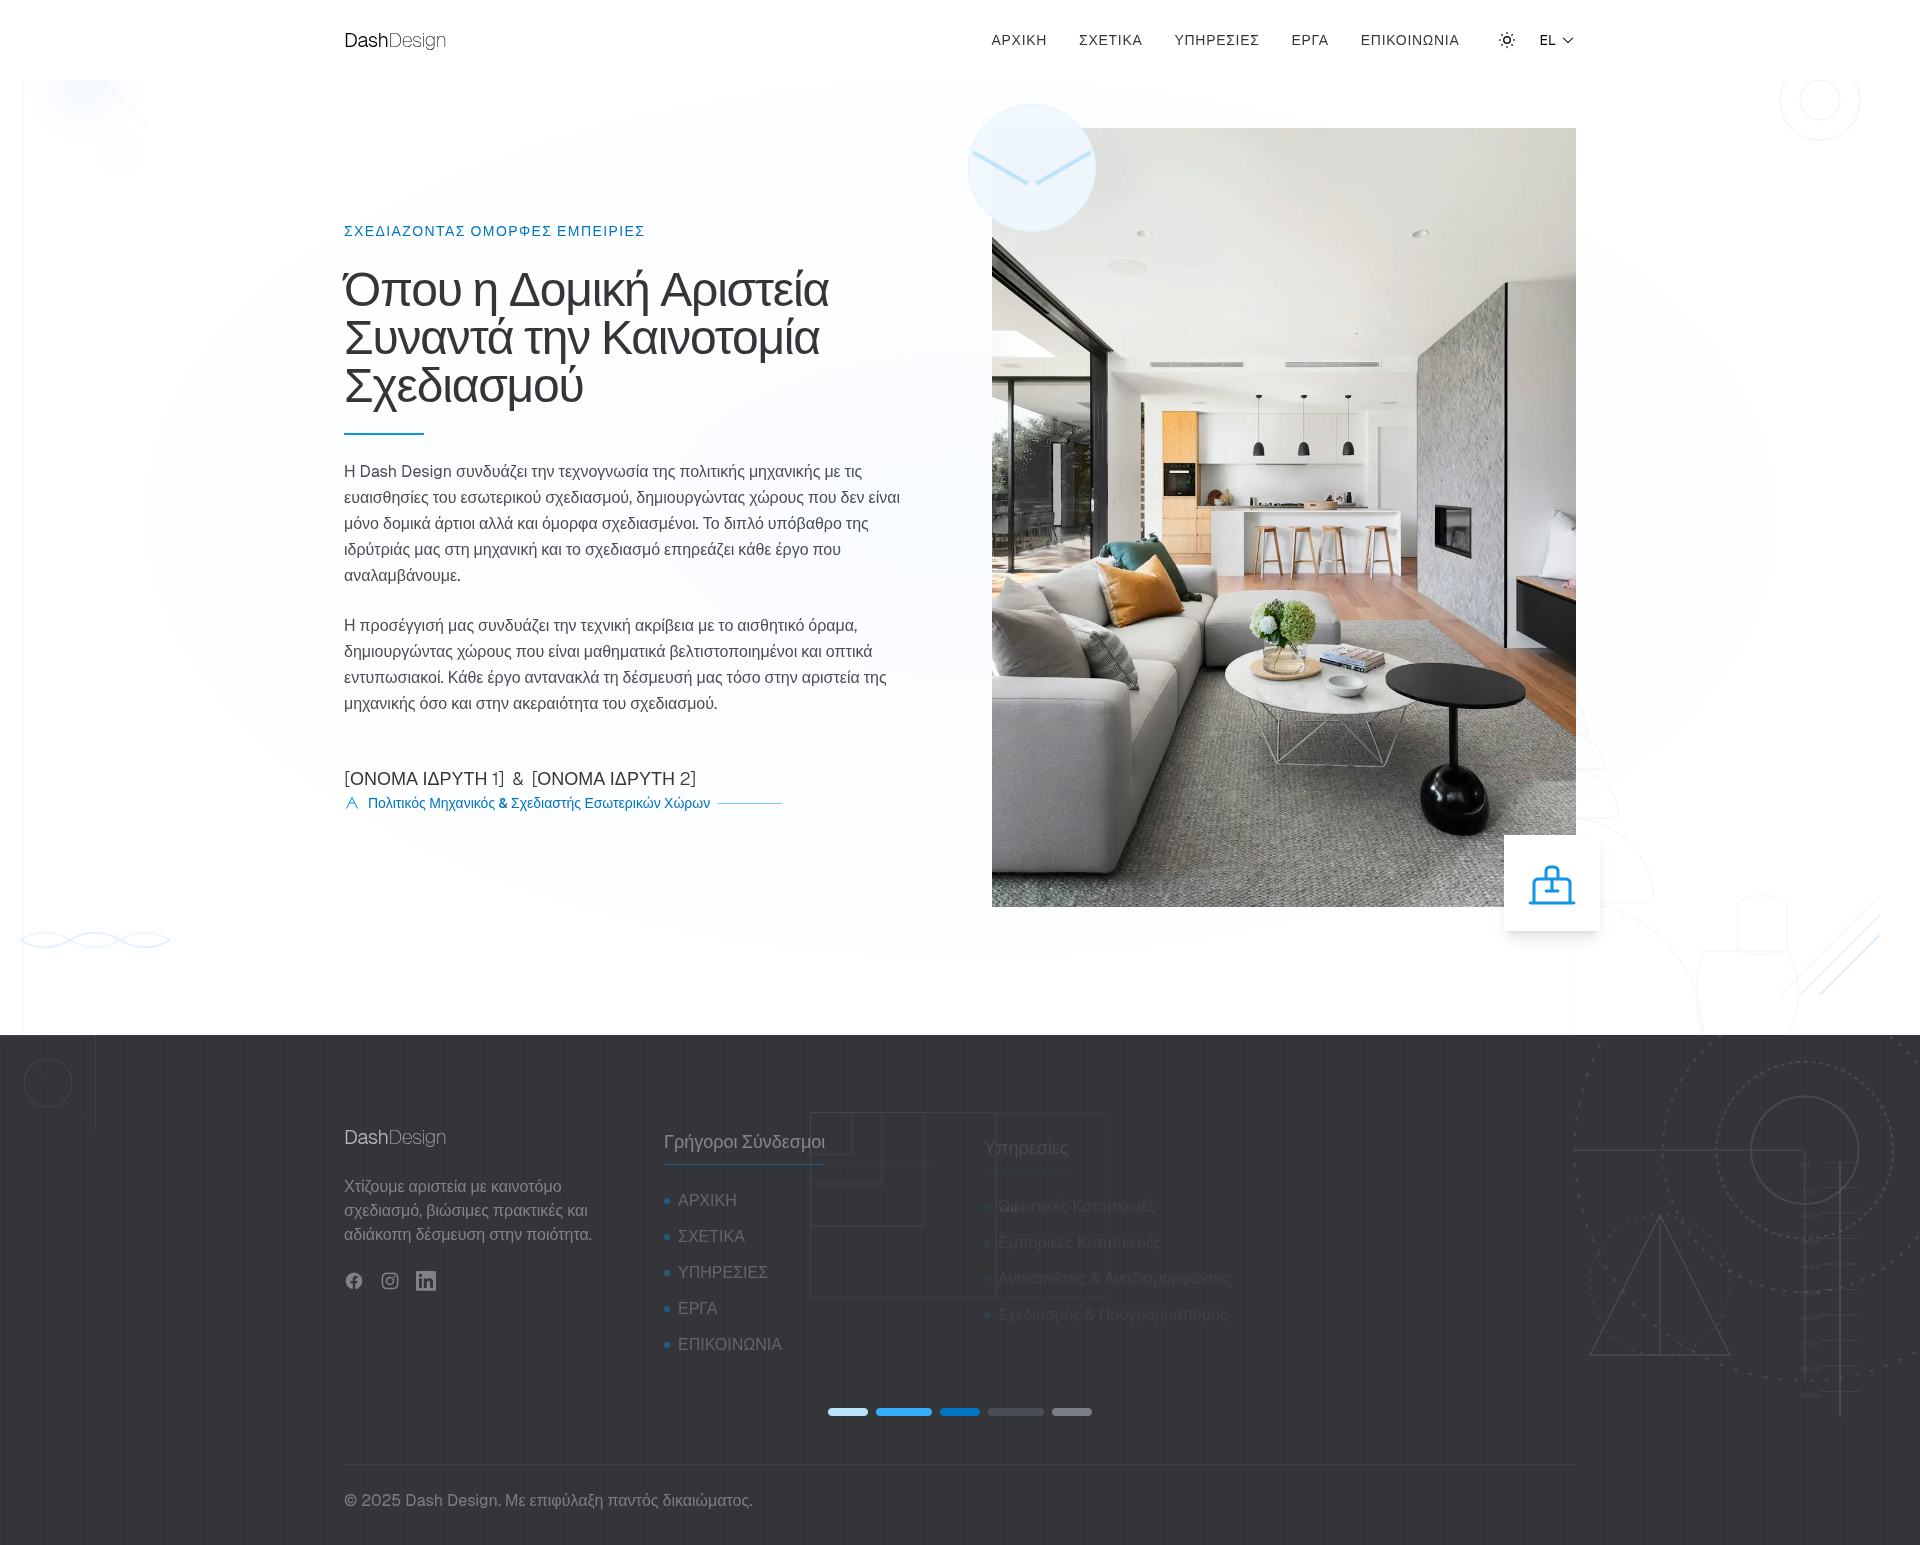 DashDesign
ΑΡΧΙΚΗ ΣΧΕΤΙΚΑ ΥΠΗΡΕΣΙΕΣ ΕΡΓΑ ΕΠΙΚΟΙΝΩΝΙΑ EL
ΣΧΕΔΙΑΖΟΝΤΑΣ ΟΜΟΡΦΕΣ ΕΜΠΕΙΡΙΕΣ
Όπου η Δομική Αριστεία
Συναντά την Καινοτομία
Σχεδιασμού
Η Dash Design συνδυάζει την τεχνογνωσία της πολιτικής μηχανικής με τις
ευαισθησίες του εσωτερικού σχεδιασμού, δημιουργώντας χώρους που δεν είναι
μόνο δομικά άρτιοι αλλά και όμορφα σχεδιασμένοι. Το διπλό υπόβαθρο της
ιδρύτριάς μας στη μηχανική και το σχεδιασμό επηρεάζει κάθε έργο που
αναλαμβάνουμε.
Η προσέγγισή μας συνδυάζει την τεχνική ακρίβεια με το αισθητικό όραμα,
δημιουργώντας χώρους που είναι μαθηματικά βελτιστοποιημένοι και οπτικά
εντυπωσιακοί. Κάθε έργο αντανακλά τη δέσμευσή μας τόσο στην αριστεία της
μηχανικής όσο και στην ακεραιότητα του σχεδιασμού.
[ΟΝΟΜΑ ΙΔΡΥΤΗ 1] & [ΟΝΟΜΑ ΙΔΡΥΤΗ 2]
Πολιτικός Μηχανικός & Σχεδιαστής Εσωτερικών Χώρων
DashDesign
Χτίζουμε αριστεία με καινοτόμο
σχεδιασμό, βιώσιμες πρακτικές και
αδιάκοπη δέσμευση στην ποιότητα.
Γρήγοροι Σύνδεσμοι
ΑΡΧΙΚΗ
ΣΧΕΤΙΚΑ
ΥΠΗΡΕΣΙΕΣ
ΕΡΓΑ
ΕΠΙΚΟΙΝΩΝΙΑ
Υπηρεσίες
Οικιστικές Κατασκευές
Εμπορικές Κατασκευές
Ανακαινίσεις & Αναδιαμορφώσεις
Σχεδιασμός & Προγραμματισμός
© 2025 Dash Design. Με επιφύλαξη παντός δικαιώματος.